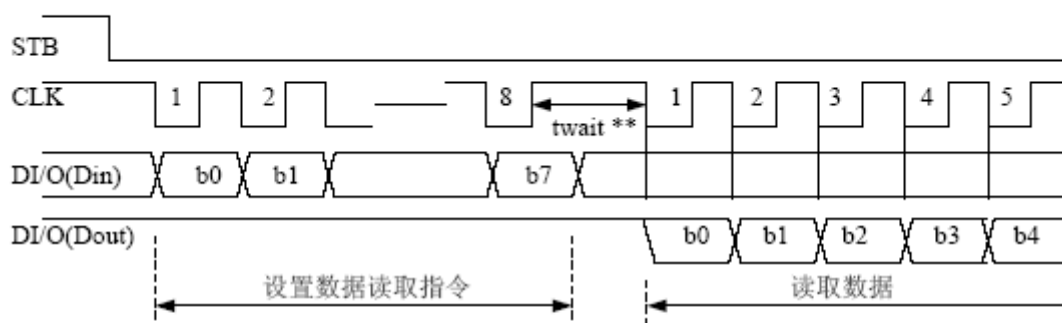 STB
CLK 1 2 8 twait ** 1 2 3 4 5
DI/O(Din) b0 b1 b7
DI/O(Dout) b0 b1 b2 b3 b4
设置数据读取指令 读取数据